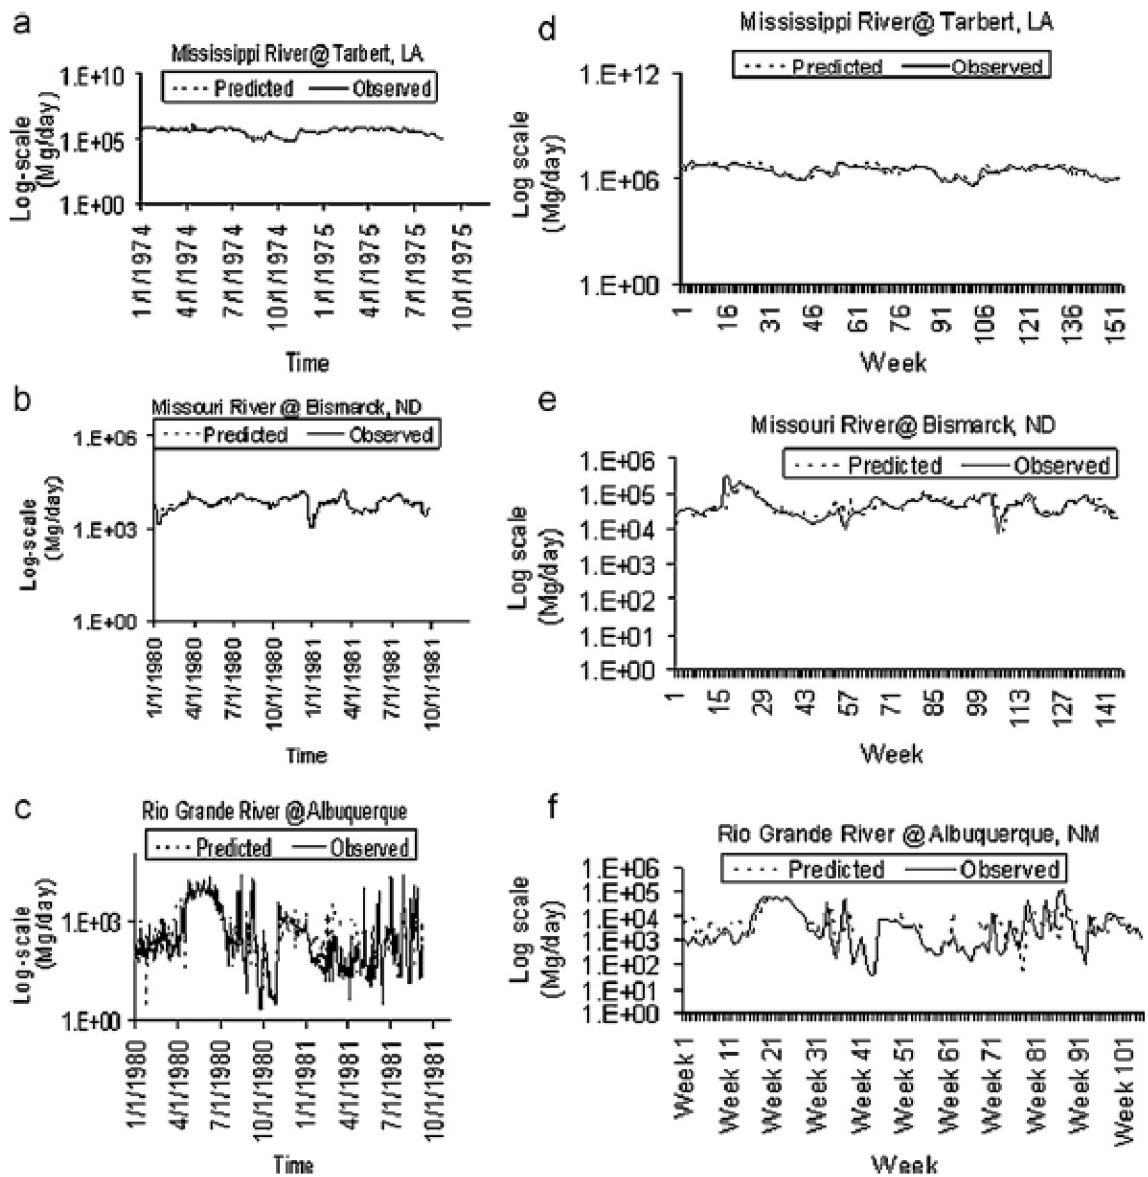 a
Mississippi River@ Tarbert, LA
Predicted Observed
1.E+10
1.E+05
1.E+00
Log-scale
(Mg/day)
1/1/1974
4/1/1974
7/1/1974
10/1/1974
1/1/1975
4/1/1975
7/1/1975
10/1/1975
Time
b
Missouri River @ Bismarck, ND
Predicted Observed
1.E+06
1.E+03
1.E+00
Log-scale
(Mg/day)
1/1/1980
4/1/1980
7/1/1980
10/1/1980
1/1/1981
4/1/1981
7/1/1981
10/1/1981
Time
c
Rio Grande River @Albuquerque
Predicted Observed
1.E+03
1.E+00
Log-scale
(Mg/day)
1/1/1980
4/1/1980
7/1/1980
10/1/1980
1/1/1981
4/1/1981
7/1/1981
10/1/1981
Time
d
Mississippi River@ Tarbert, LA
Predicted Observed
1.E+12
1.E+06
1.E+00
Log scale
(Mg/day)
1
16
31
46
61
76
91
106
121
136
151
Week
e
Missouri River@ Bismarck, ND
Predicted Observed
1.E+06
1.E+05
1.E+04
1.E+03
1.E+02
1.E+01
1.E+00
Log scale
(Mg/day)
1
15
29
43
57
71
85
99
113
127
141
Week
f
Rio Grande River @Albuquerque, NM
Predicted Observed
1.E+06
1.E+05
1.E+04
1.E+03
1.E+02
1.E+01
1.E+00
Log scale
(Mg/day)
Week 1
Week 11
Week 21
Week 31
Week 41
Week 51
Week 61
Week 71
Week 81
Week 91
Week 101
Week